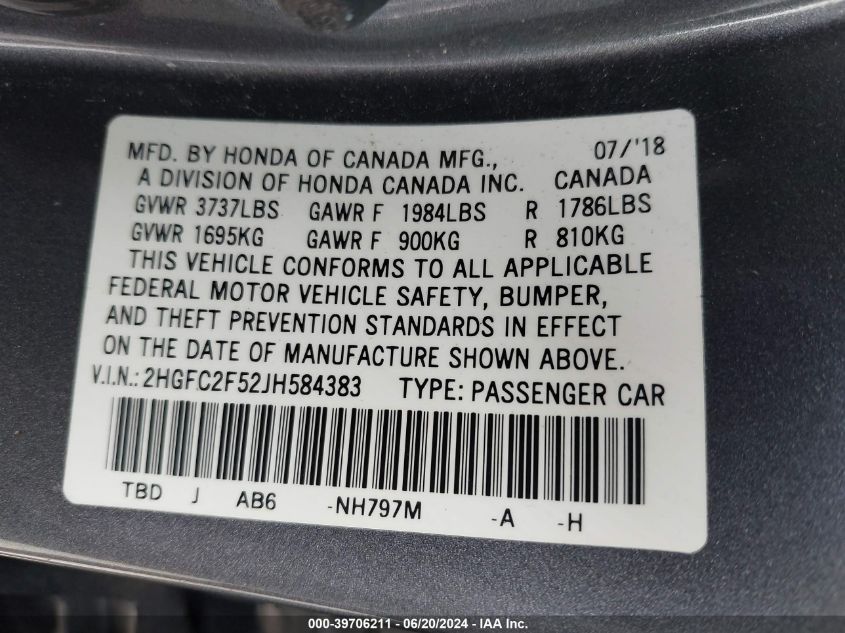 MFD. BY HONDA OF CANADA MFG., 07/'18
A DIVISION OF HONDA CANADA INC. CANADA
GVWR 3737LBS GAWR F 1984LBS R 1786LBS
GVWR 1695KG GAWR F 900KG R 810KG
THIS VEHICLE CONFORMS TO ALL APPLICABLE
FEDERAL MOTOR VEHICLE SAFETY, BUMPER,
AND THEFT PREVENTION STANDARDS IN EFFECT
ON THE DATE OF MANUFACTURE SHOWN ABOVE.
V.I.N.: 2HGFC2F52JH584383 TYPE: PASSENGER CAR
TBD J AB6 -NH797M -A -H
000-39706211 - 06/20/2024 - IAA Inc.